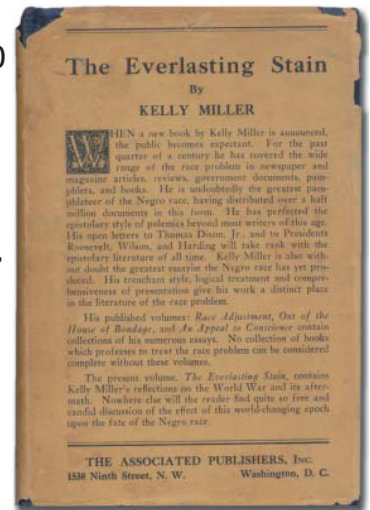 0
,
The Everlasting Stain
By
KELLY MILLER
WHEN a new book by Kelly Miller is announced,
the public becomes expectant. For the past
quarter of a century he has covered the wide
range of the race problem in newspaper and
magazine articles, reviews, government documents, pam-
phlets, and books. He is undoubtedly the greatest pam-
phleteer of the Negro race, having distributed over a half
million documents in this form. He has perfected the
epistolary style of polemics beyond most writers of this age.
His open letters to Thomas Dixon, Jr., and to Presidents
Roosevelt, Wilson, and Harding will take rank with the
epistolary literature of all time. Kelly Miller is also with-
out doubt the greatest essayist the Negro race has yet pro-
duced. His trenchant style, logical treatment and compre-
hensiveness of presentation give his work a distinct place
in the literature of the race problem.
His published volumes: Race Adjustment, Out of the
House of Bondage, and An Appeal to Conscience contain
collections of his numerous essays. No collection of books
which professes to treat the race problem can be considered
complete without these volumes.
The present volume, The Everlasting Stain, contains
Kelly Miller's reflections on the World War and its after-
math. Nowhere else will the reader find quite so free and
candid discussion of the effect of this world-changing epoch
upon the fate of the Negro race.
THE ASSOCIATED PUBLISHERS, INC.
1538 Ninth Street, N. W. Washington, D. C.